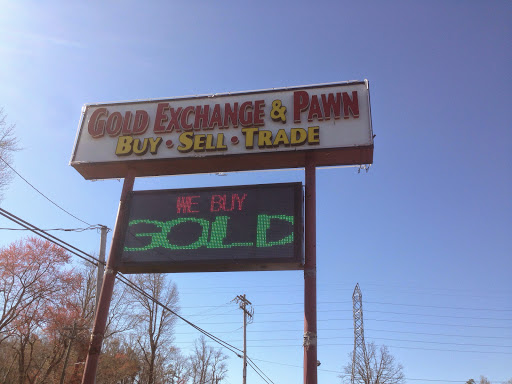 GOLD EXCHANGE & PAWN
BUY · SELL · TRADE
WE BUY
GOLD